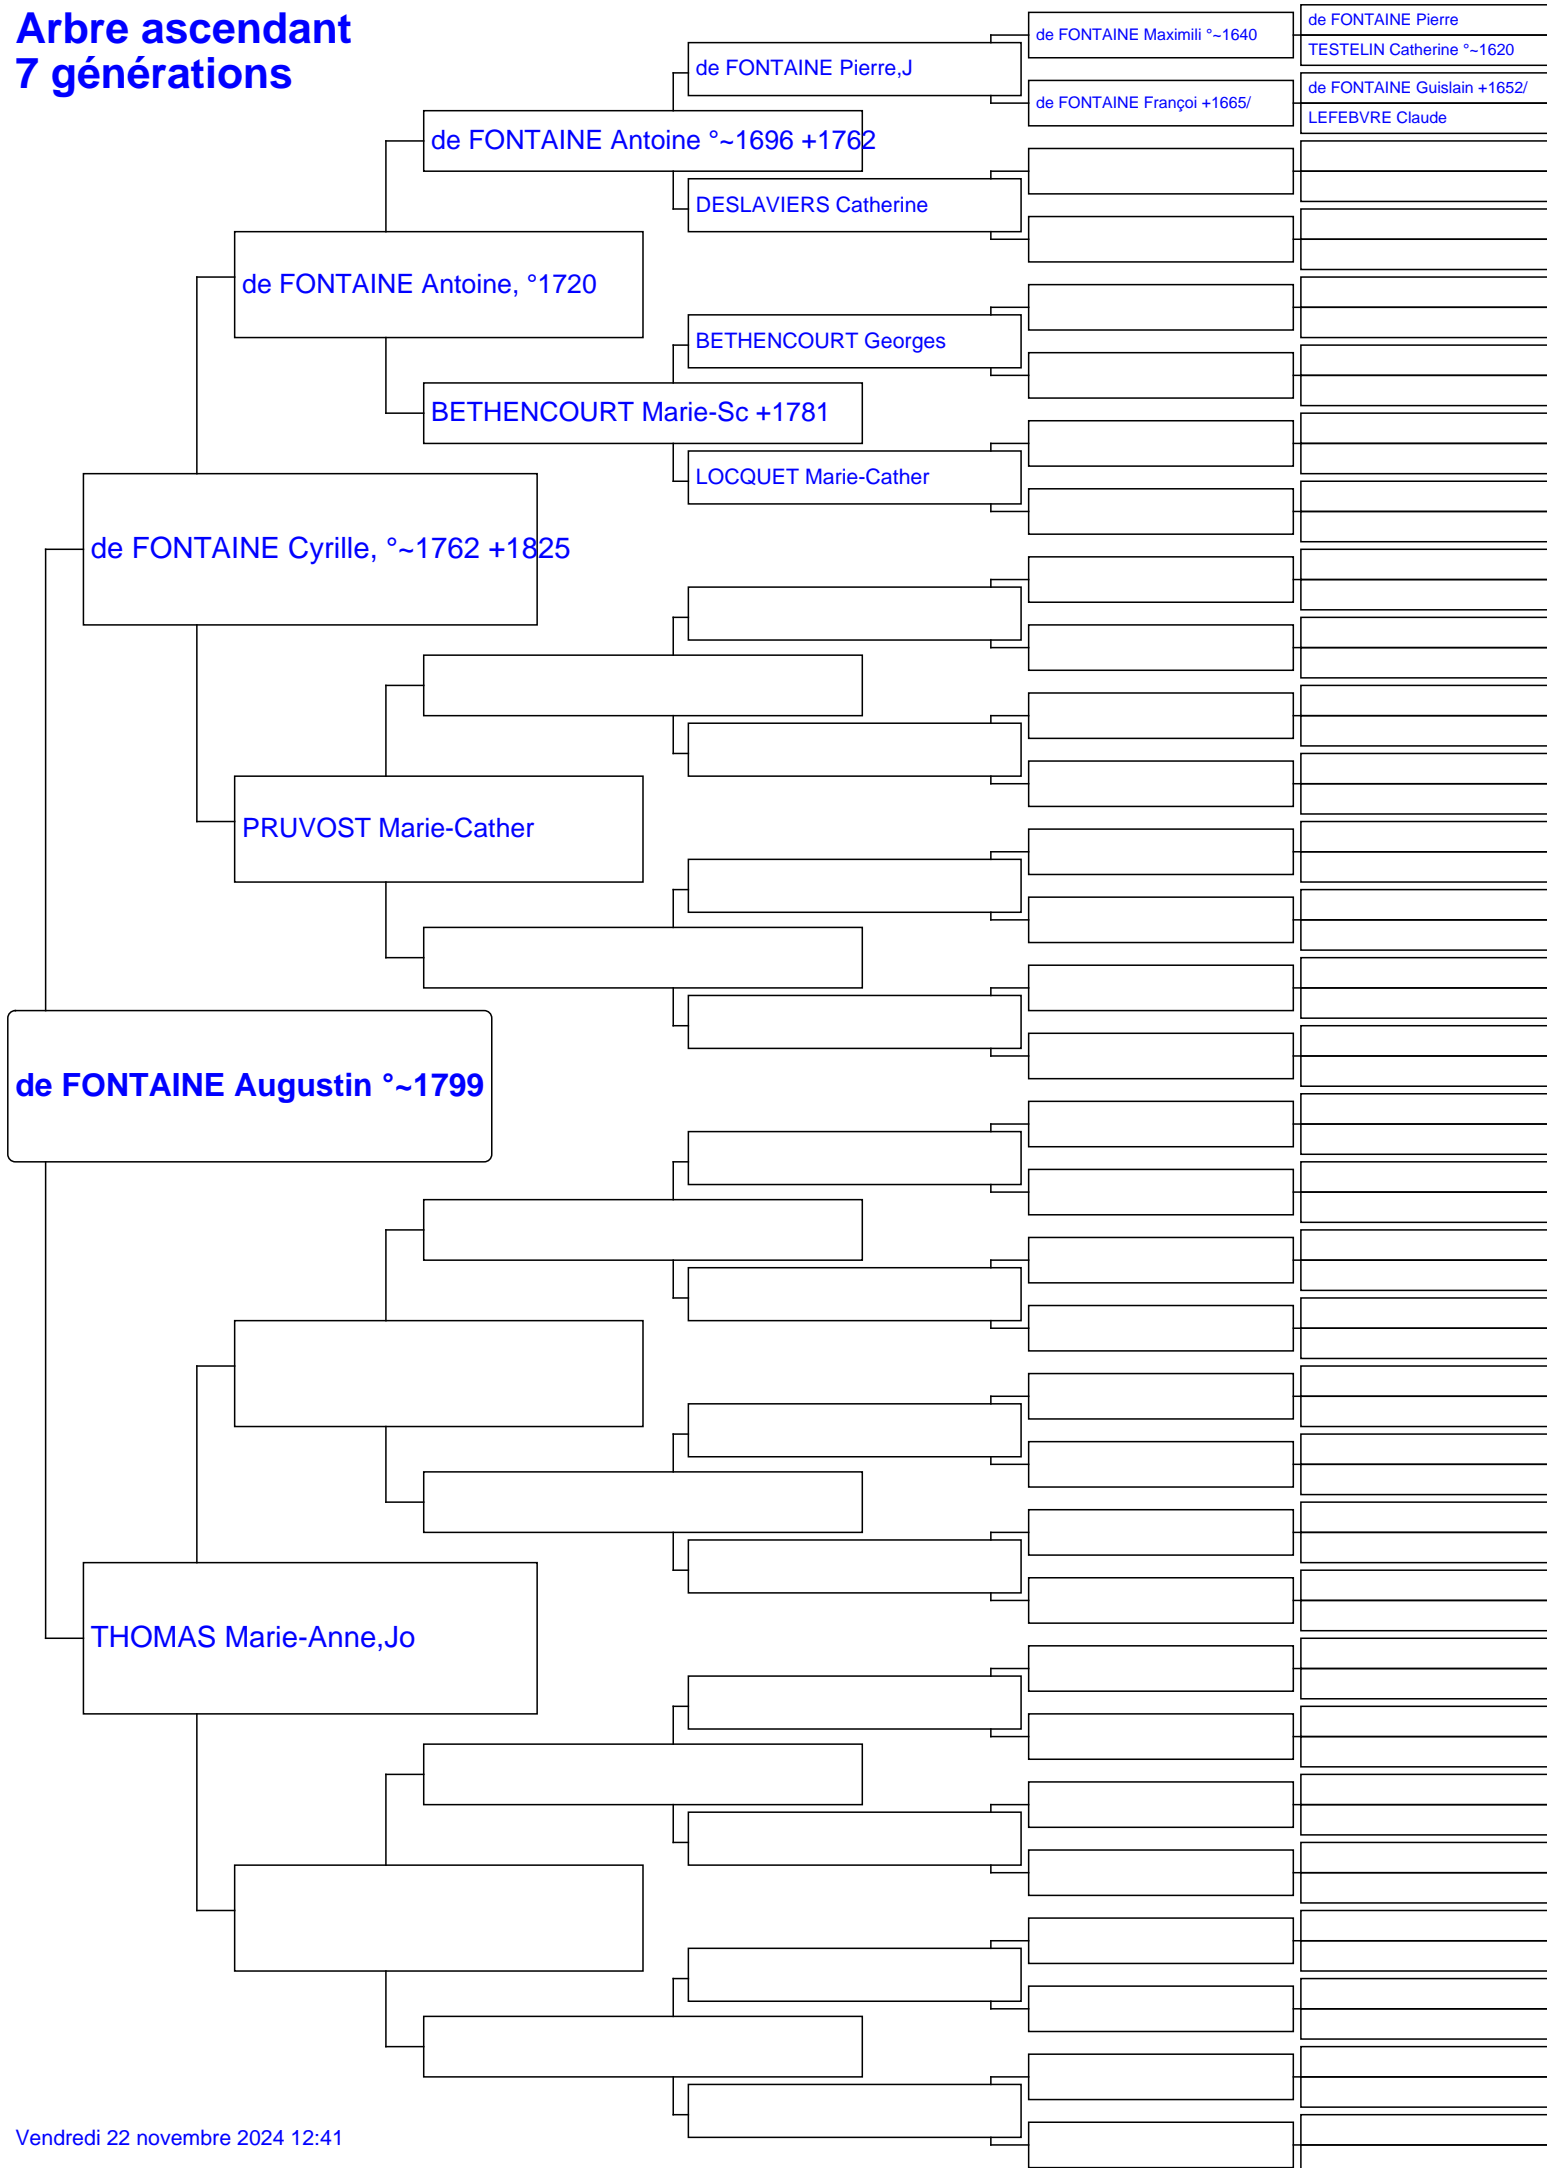 Arbre ascendant
7 générations
de FONTAINE Maximili °~1640
de FONTAINE Pierre
TESTELIN Catherine °~1620
de FONTAINE Pierre,J
de FONTAINE Françoi +1665/
de FONTAINE Guislain +1652/
LEFEBVRE Claude
de FONTAINE Antoine °~1696 +1762
DESLAVIERS Catherine
de FONTAINE Antoine, °1720
BETHENCOURT Georges
BETHENCOURT Marie-Sc +1781
LOCQUET Marie-Cather
de FONTAINE Cyrille, °~1762 +1825
PRUVOST Marie-Cather
de FONTAINE Augustin °~1799
THOMAS Marie-Anne,Jo
Vendredi 22 novembre 2024 12:41